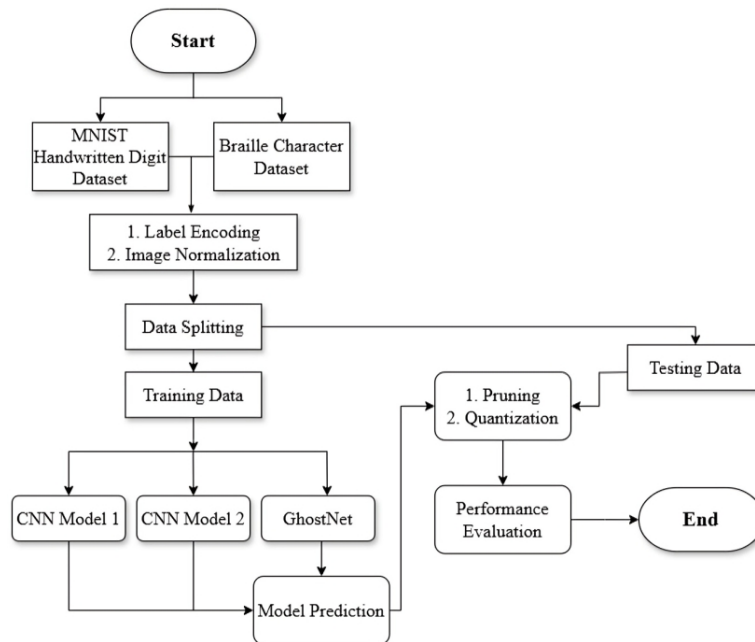 Start
MNIST
Handwritten Digit
Dataset
Braille Character
Dataset
1. Label Encoding
2. Image Normalization
Data Splitting
Testing Data
Training Data
1. Pruning
2. Quantization
CNN Model 1
CNN Model 2
GhostNet
Performance
Evaluation
End
Model Prediction